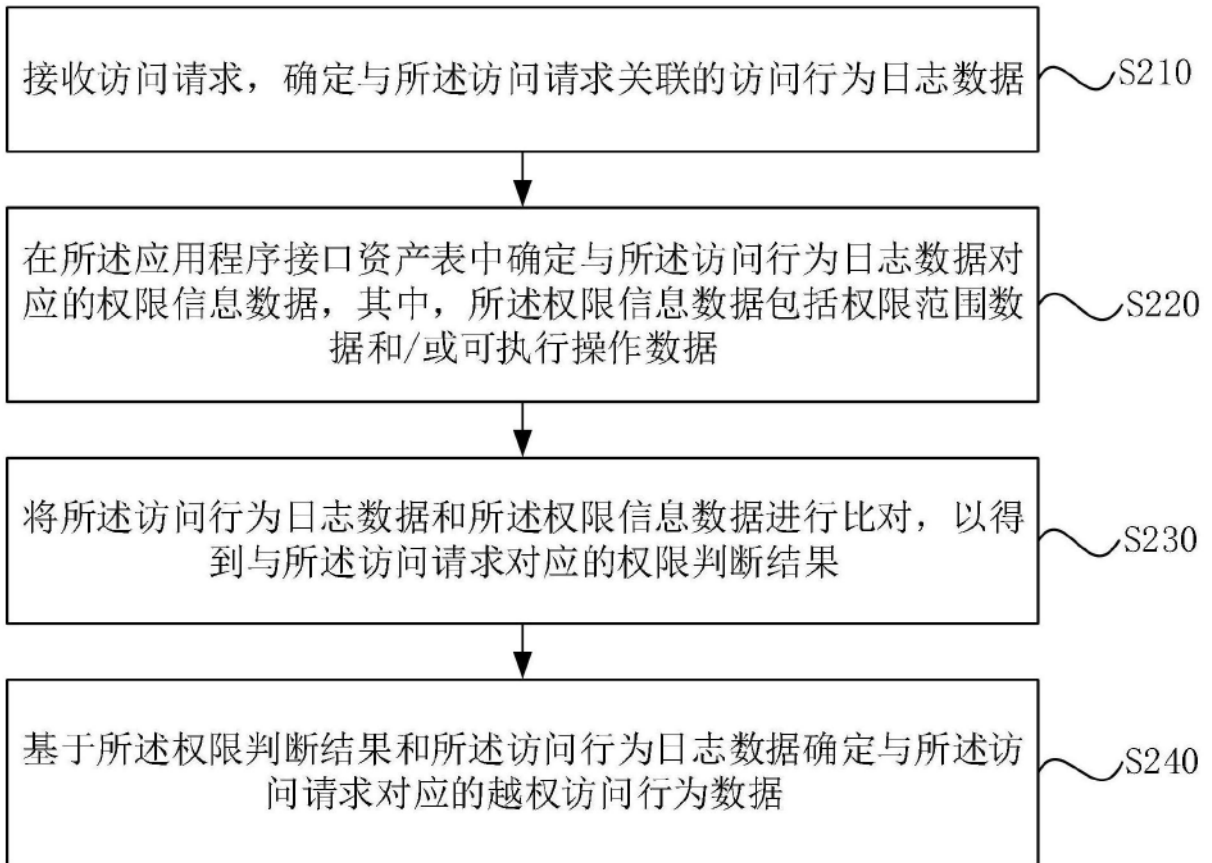 接收访问请求，确定与所述访问请求关联的访问行为日志数据
S210
在所述应用程序接口资产表中确定与所述访问行为日志数据对
应的权限信息数据，其中，所述权限信息数据包括权限范围数
据和/或可执行操作数据
S220
将所述访问行为日志数据和所述权限信息数据进行比对，以得
到与所述访问请求对应的权限判断结果
S230
基于所述权限判断结果和所述访问行为日志数据确定与所述访
问请求对应的越权访问行为数据
S240